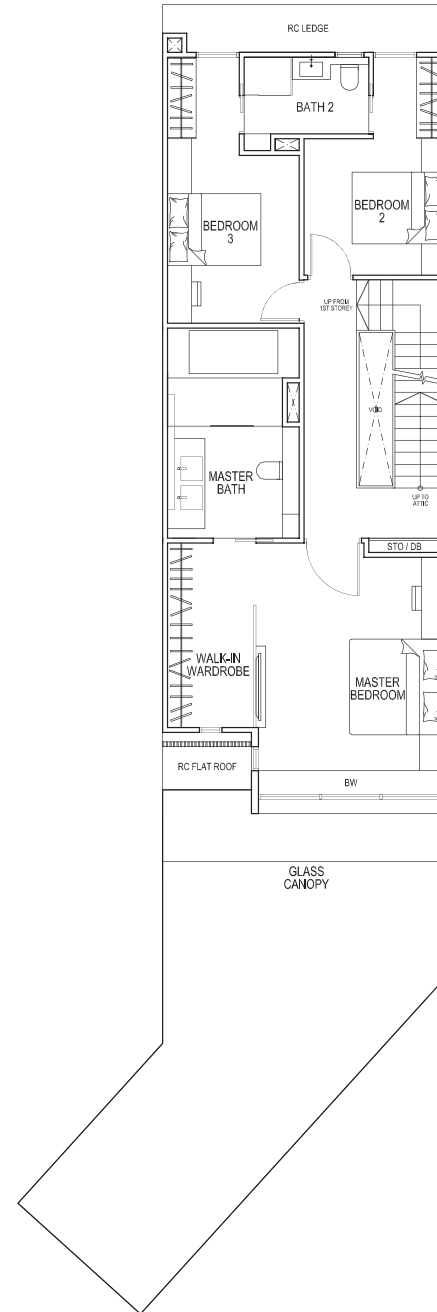 RC LEDGE
BATH 2
BEDROOM
3
BEDROOM
2
UP FROM
1ST STOREY
VOID
MASTER
BATH
UP TO
ATTIC
STO / DB
WALK-IN
WARDROBE
MASTER
BEDROOM
RC FLAT ROOF
BW
GLASS
CANOPY